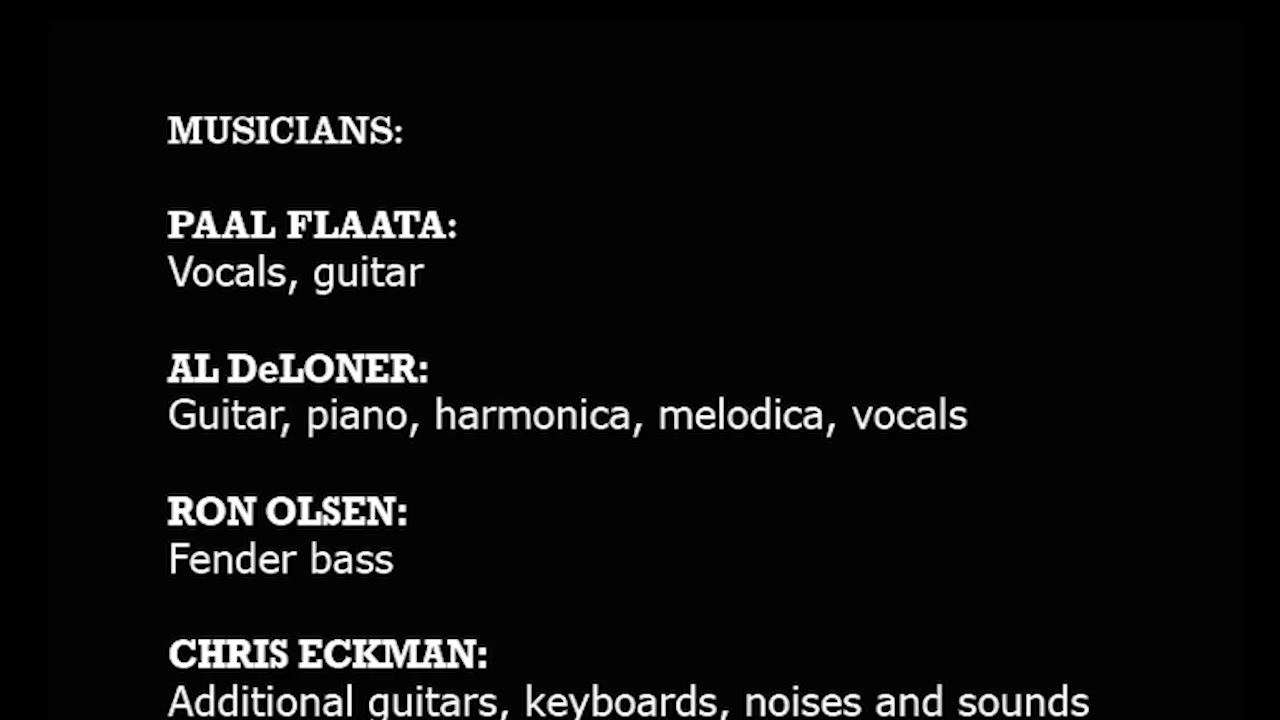 MUSICIANS:
PAAL FLAATA:
Vocals, guitar
AL DeLONER:
Guitar, piano, harmonica, melodica, vocals
RON OLSEN:
Fender bass
CHRIS ECKMAN:
Additional guitars, keyboards, noises and sounds